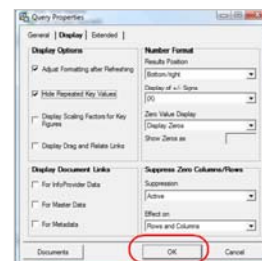 Query Properties
General | Display | Extended |
Display Options
Adjust Formatting after Refreshing
Hide Repeated Key Values
Display Scaling Factors for Key Figures
Display Drag and Relate Links
Number Format
Results Position
Bottom/right
Display of +/- Signs
(X)
Zero Value Display
Display Zeros
Show Zeros as
Display Document Links
For InfoProvider Data
For Master Data
For Metadata
Suppress Zero Columns/Rows
Suppression
Active
Effect on
Rows and Columns
Documents
OK
Cancel